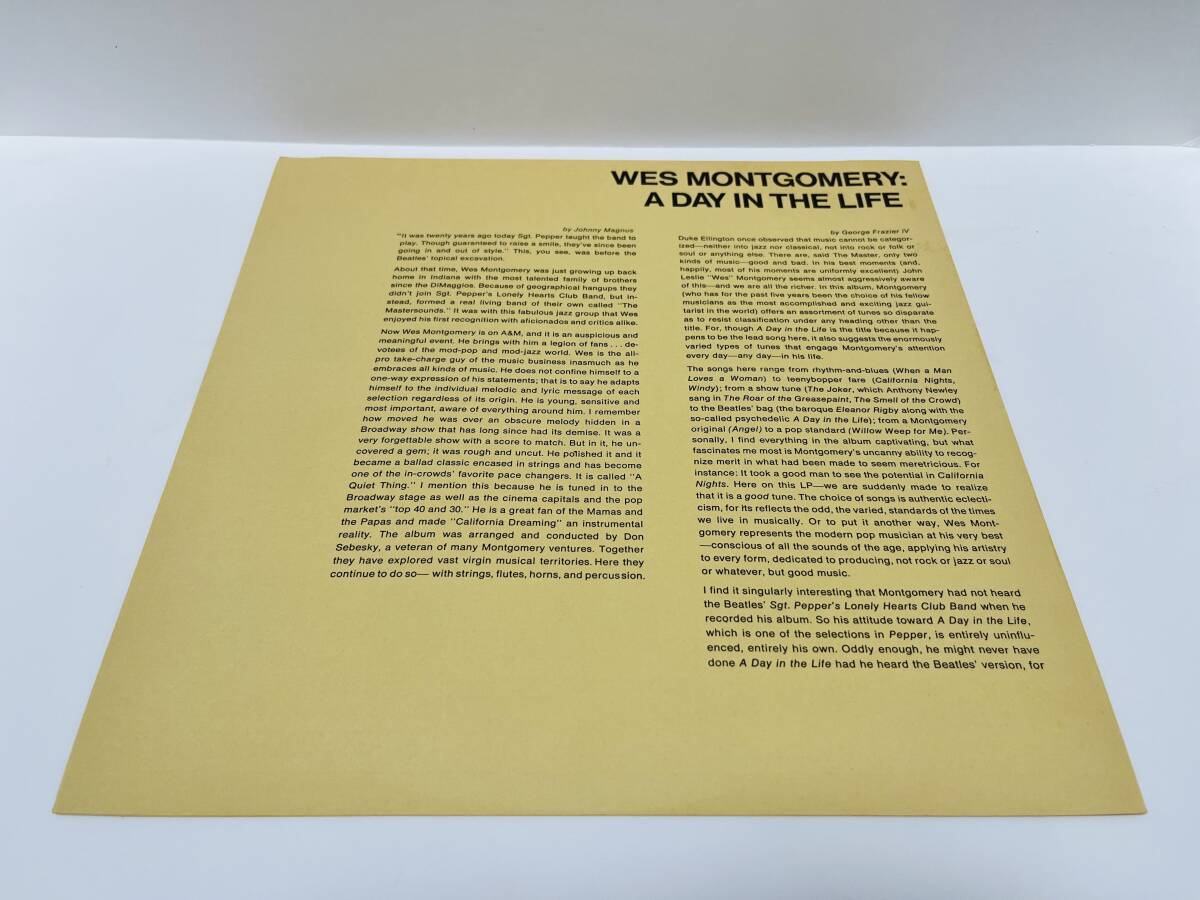 WES MONTGOMERY:
A DAY IN THE LIFE
by Johnny Magnus
"It was twenty years ago today Sgt. Pepper taught the band to
play. Though guaranteed to raise a smile, they've since been
going in and out of style." This, you see, was before the
Beatles' topical excavation.
About that time, Wes Montgomery was just growing up back
home in Indiana with the most talented family of brothers
since the DiMaggios. Because of geographical hangups they
didn't join Sgt. Pepper's Lonely Hearts Club Band, but in-
stead, formed a real living band of their own called "The
Mastersounds." It was with this fabulous jazz group that Wes
enjoyed his first recognition with aficionados and critics alike.
Now Wes Montgomery is on A&M, and it is an auspicious and
meaningful event. He brings with him a legion of fans . . . de-
votees of the mod-pop and mod-jazz world. Wes is the all-
pro take-charge guy of the music business inasmuch as he
embraces all kinds of music. He does not confine himself to a
one-way expression of his statements; that is to say he adapts
himself to the individual melodic and lyric message of each
selection regardless of its origin. He is young, sensitive and
most important, aware of everything around him. I remember
how moved he was over an obscure melody hidden in a
Broadway show that has long since had its demise. It was a
very forgettable show with a score to match. But in it, he un-
covered a gem; it was rough and uncut. He polished it and it
became a ballad classic encased in strings and has become
one of the in-crowds' favorite pace changers. It is called "A
Quiet Thing." I mention this because he is tuned in to the
Broadway stage as well as the cinema capitals and the pop
market's "top 40 and 30." He is a great fan of the Mamas and
the Papas and made "California Dreaming" an instrumental
reality. The album was arranged and conducted by Don
Sebesky, a veteran of many Montgomery ventures. Together
they have explored vast virgin musical territories. Here they
continue to do so— with strings, flutes, horns, and percussion.
by George Frazier IV
Duke Ellington once observed that music cannot be categor-
ized—neither into jazz nor classical, not into rock or folk or
soul or anything else. There are, said The Master, only two
kinds of music—good and bad. In his best moments (and,
happily, most of his moments are uniformly excellent) John
Leslie "Wes" Montgomery seems almost aggressively aware
of this—and we are all the richer. In this album, Montgomery
(who has for the past five years been the choice of his fellow
musicians as the most accomplished and exciting jazz gui-
tarist in the world) offers an assortment of tunes so disparate
as to resist classification under any heading other than the
title. For, though A Day in the Life is the title because it hap-
pens to be the lead song here, it also suggests the enormously
varied types of tunes that engage Montgomery's attention
every day—any day—in his life.
The songs here range from rhythm-and-blues (When a Man
Loves a Woman) to teenybopper fare (California Nights,
Windy); from a show tune (The Joker, which Anthony Newley
sang in The Roar of the Greasepaint, The Smell of the Crowd)
to the Beatles' bag (the baroque Eleanor Rigby along with the
so-called psychedelic A Day in the Life); from a Montgomery
original (Angel) to a pop standard (Willow Weep for Me). Per-
sonally, I find everything in the album captivating, but what
fascinates me most is Montgomery's uncanny ability to recog-
nize merit in what had been made to seem meretricious. For
instance: It took a good man to see the potential in California
Nights. Here on this LP—we are suddenly made to realize
that it is a good tune. The choice of songs is authentic eclecti-
cism, for its reflects the odd, the varied, standards of the times
we live in musically. Or to put it another way, Wes Mont-
gomery represents the modern pop musician at his very best
—conscious of all the sounds of the age, applying his artistry
to every form, dedicated to producing, not rock or jazz or soul
or whatever, but good music.
I find it singularly interesting that Montgomery had not heard
the Beatles' Sgt. Pepper's Lonely Hearts Club Band when he
recorded his album. So his attitude toward A Day in the Life,
which is one of the selections in Pepper, is entirely uninflu-
enced, entirely his own. Oddly enough, he might never have
done A Day in the Life had he heard the Beatles' version, for